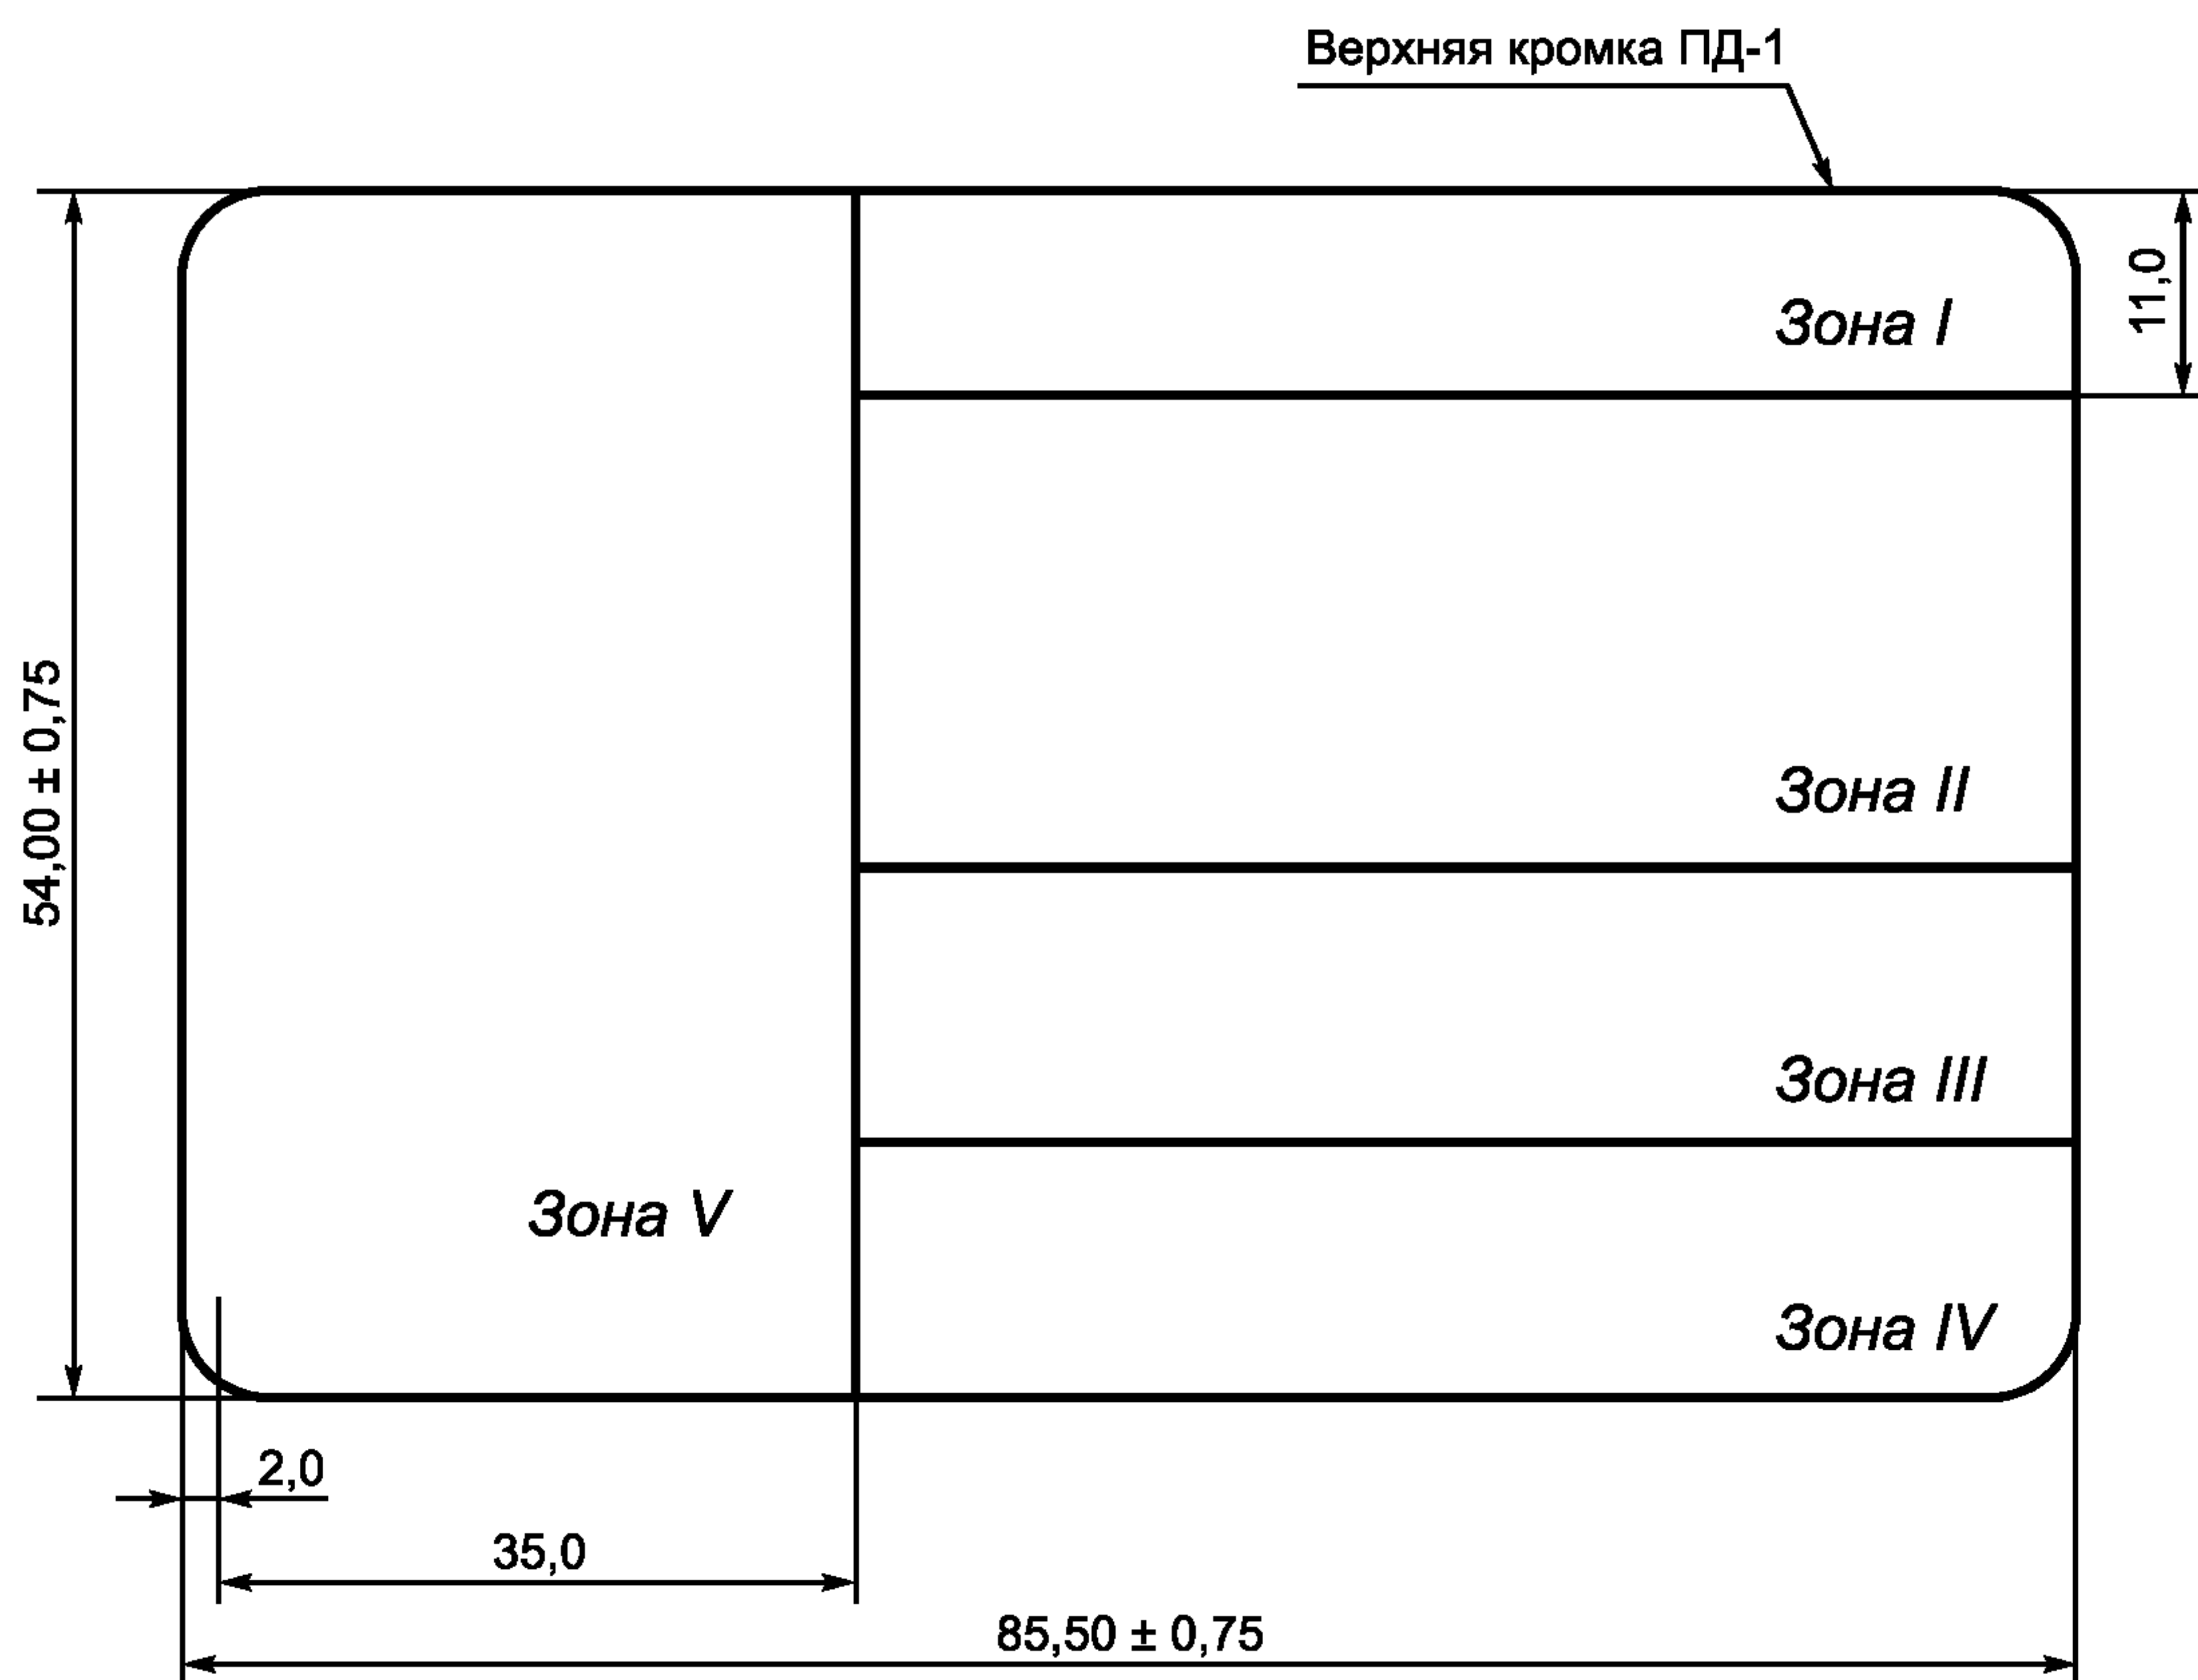 Верхняя кромка ПД-1
11,0
Зона I
54,00 ± 0,75
Зона II
Зона III
Зона V
Зона IV
2,0
35,0
85,50 ± 0,75